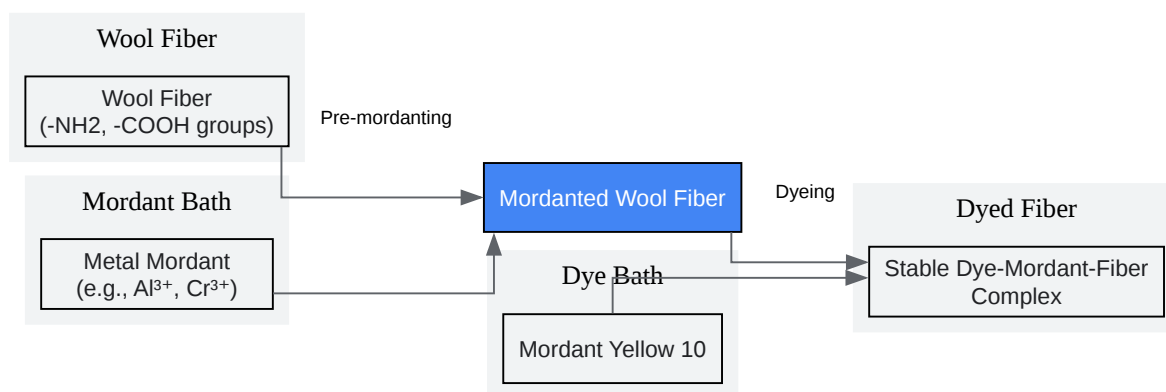 Wool Fiber
Wool Fiber
(-NH2, -COOH groups)
Pre-mordanting
Mordant Bath
Metal Mordant
(e.g., Al³⁺, Cr³⁺)
Mordanted Wool Fiber
Dye Bath
Mordant Yellow 10
Dyeing
Dyed Fiber
Stable Dye-Mordant-Fiber
Complex